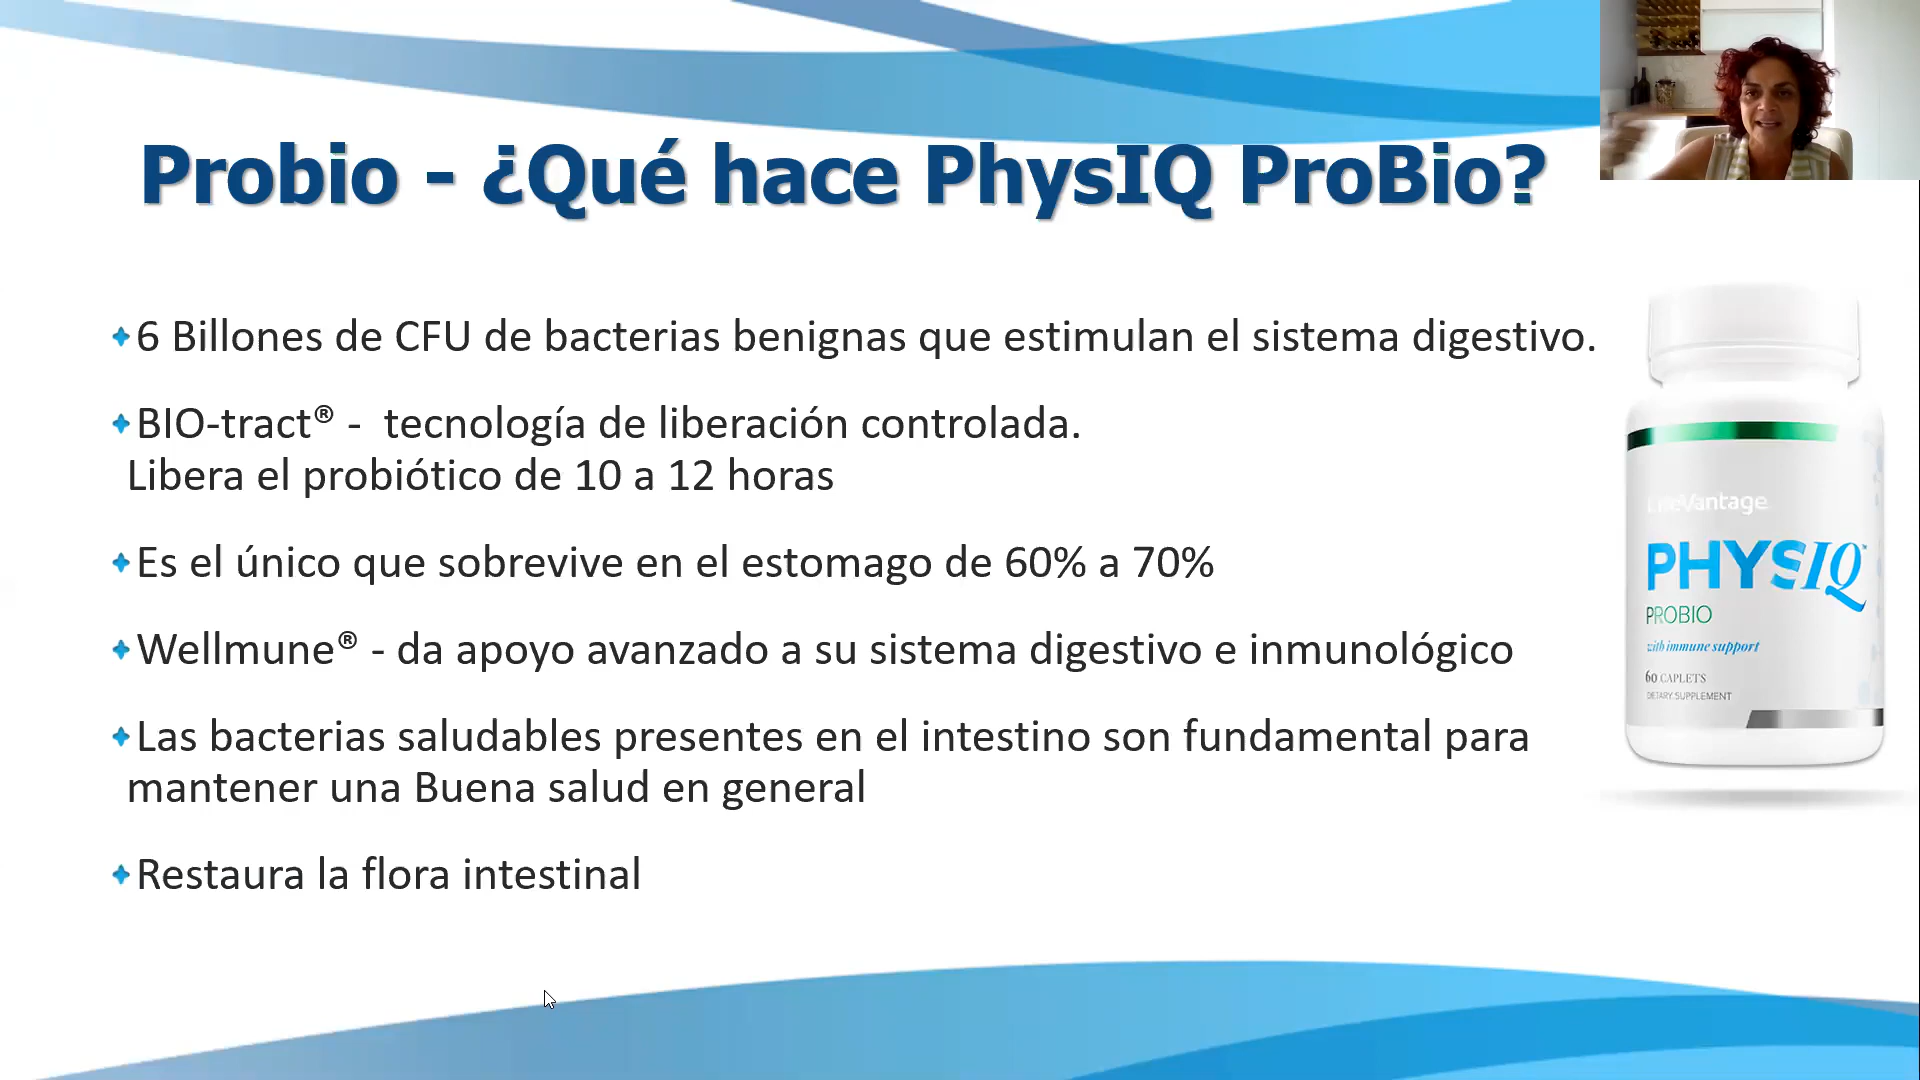 Probio - ¿Qué hace PhysIQ ProBio?
6 Billones de CFU de bacterias benignas que estimulan el sistema digestivo.
BIO-tract® - tecnología de liberación controlada.
Libera el probiótico de 10 a 12 horas
Es el único que sobrevive en el estomago de 60% a 70%
Wellmune® - da apoyo avanzado a su sistema digestivo e inmunológico
Las bacterias saludables presentes en el intestino son fundamental para
mantener una Buena salud en general
Restaura la flora intestinal
LifeVantage
PHYSIQ™
PROBIO
with immune support
60 CAPLETS
DIETARY SUPPLEMENT